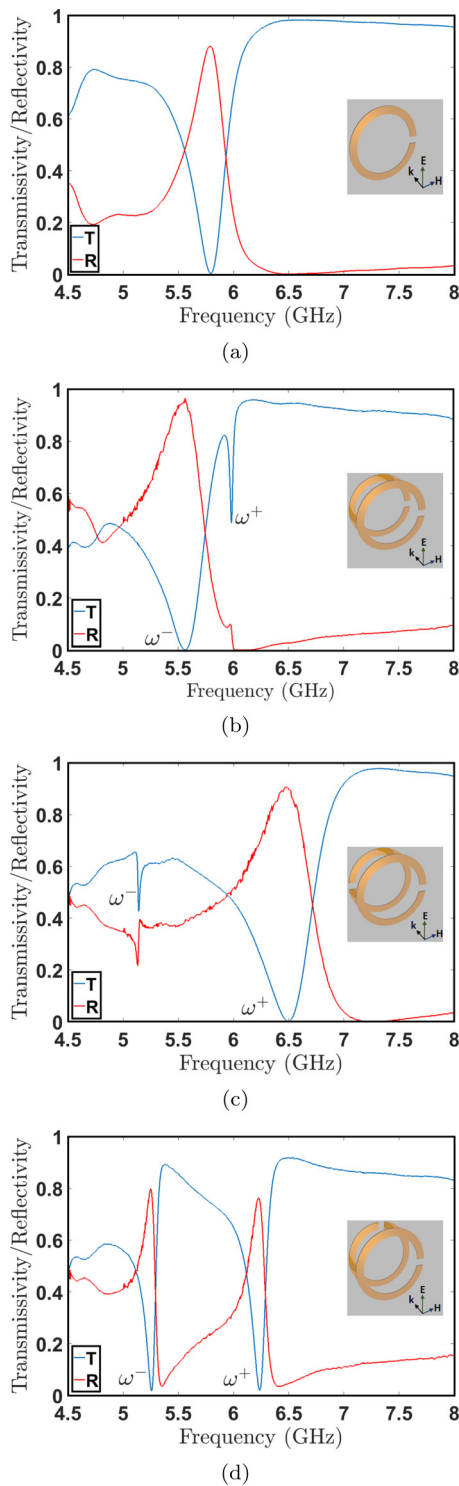 Transmissivity/Reflectivity
1
0.8
0.6
0.4
0.2
0
T
R
k E H
4.5 5 5.5 6 6.5 7 7.5 8
Frequency (GHz)
(a)
Transmissivity/Reflectivity
1
0.8
0.6
0.4
0.2
0
ω⁺
ω⁻
T
R
k E H
4.5 5 5.5 6 6.5 7 7.5 8
Frequency (GHz)
(b)
Transmissivity/Reflectivity
1
0.8
0.6
0.4
0.2
0
ω⁻
ω⁺
T
R
k E H
4.5 5 5.5 6 6.5 7 7.5 8
Frequency (GHz)
(c)
Transmissivity/Reflectivity
1
0.8
0.6
0.4
0.2
0
ω⁻ ω⁺
T
R
k E H
4.5 5 5.5 6 6.5 7 7.5 8
Frequency (GHz)
(d)